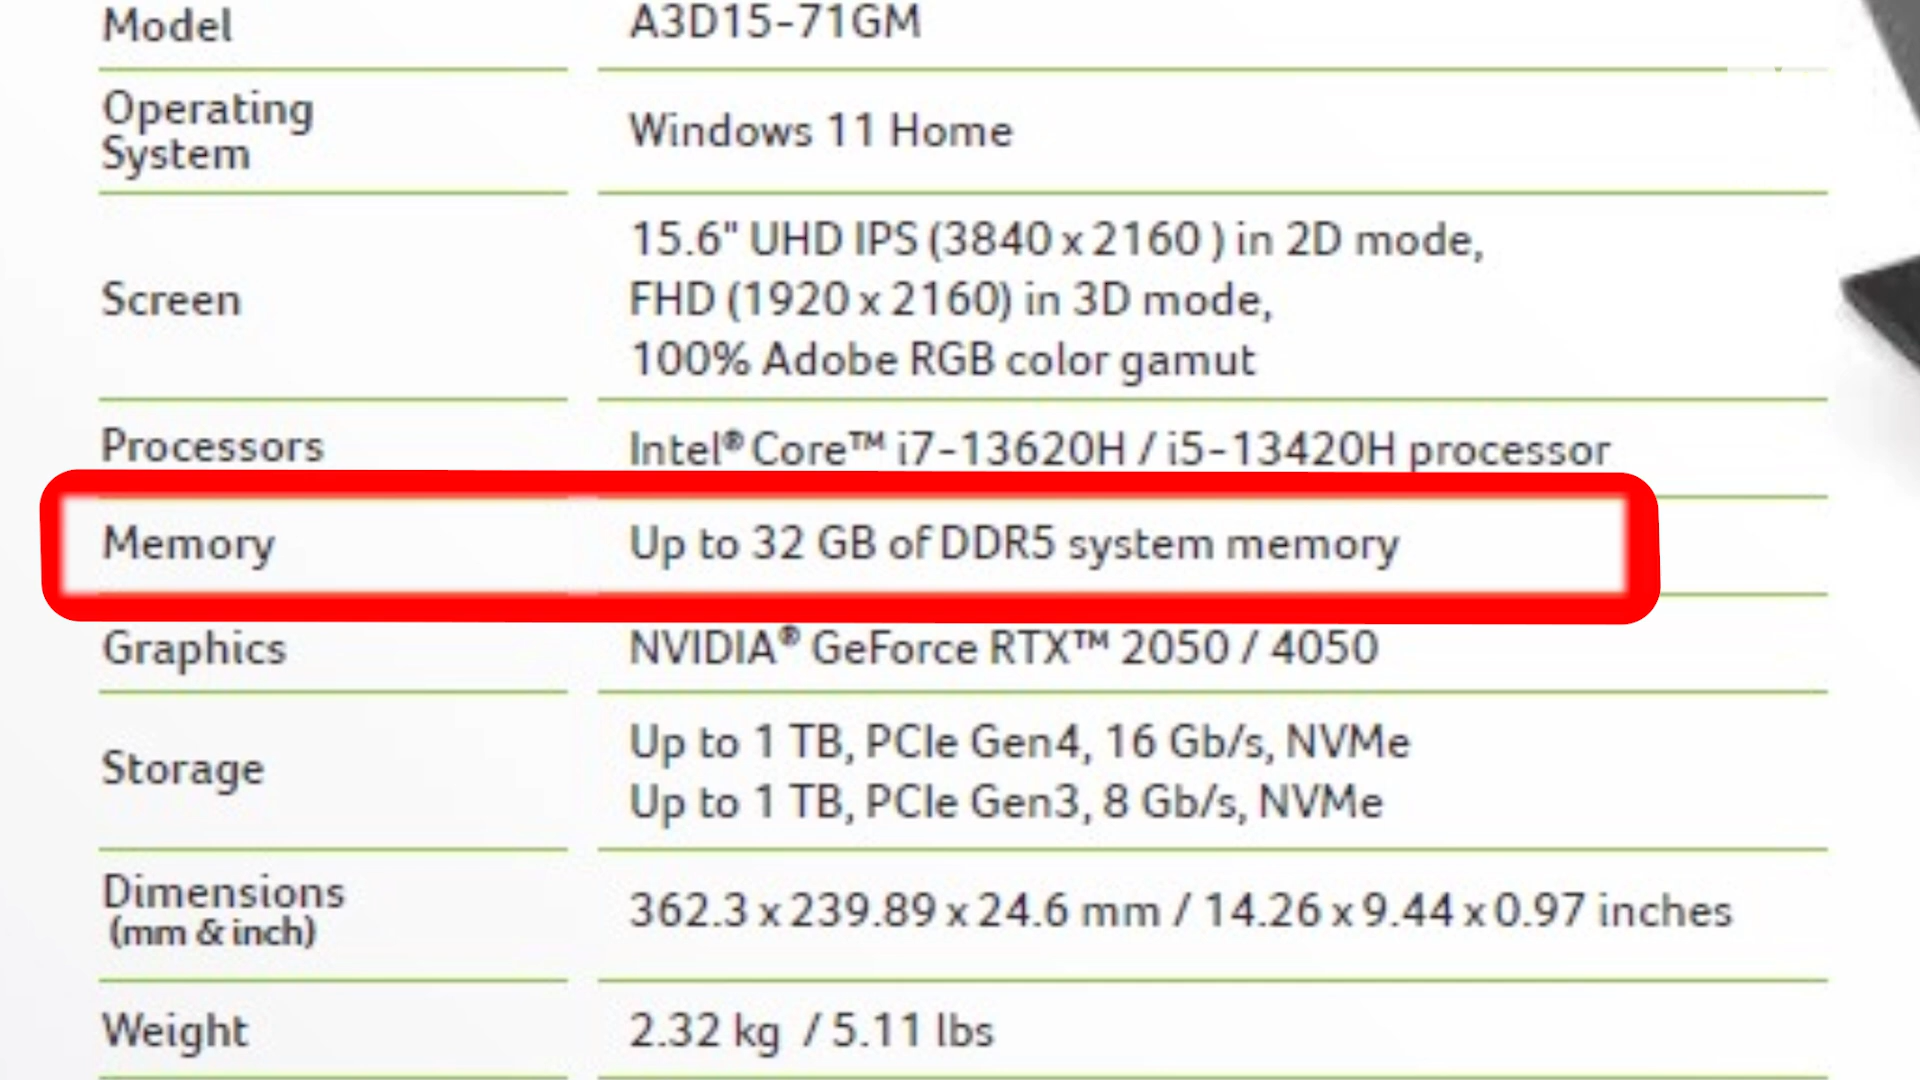 Model A3D15-71GM
Operating
System
Windows 11 Home
Screen
15.6" UHD IPS (3840 x 2160 ) in 2D mode,
FHD (1920 x 2160) in 3D mode,
100% Adobe RGB color gamut
Processors Intel® Core™ i7-13620H / i5-13420H processor
Memory Up to 32 GB of DDR5 system memory
Graphics NVIDIA® GeForce RTX™ 2050 / 4050
Storage
Up to 1 TB, PCIe Gen4, 16 Gb/s, NVMe
Up to 1 TB, PCIe Gen3, 8 Gb/s, NVMe
Dimensions
(mm & inch)
362.3 x 239.89 x 24.6 mm / 14.26 x 9.44 x 0.97 inches
Weight 2.32 kg / 5.11 lbs